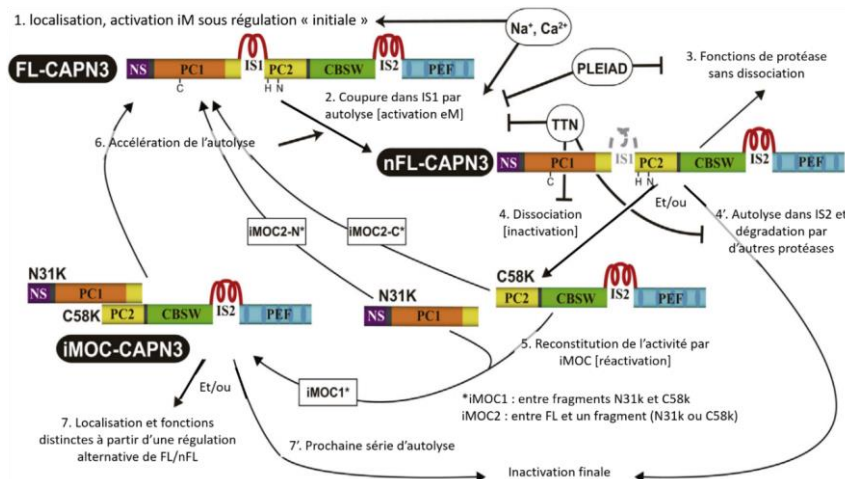 1. localisation, activation iM sous régulation « initiale »
Na⁺, Ca²⁺
FL-CAPN3
NS
PC1
IS1
PC2
CBSW
IS2
PEF
C
H N
PLEIAD
3. Fonctions de protéase
sans dissociation
2. Coupure dans IS1 par
autolyse [activation eM]
6. Accélération de l'autolyse
TTN
nFL-CAPN3
NS
PC1
IS1
PC2
CBSW
IS2
PEF
C
H N
Et/ou
4. Dissociation
[inactivation]
4'. Autolyse dans IS2 et
dégradation par
d'autres protéases
iMOC2-N*
iMOC2-C*
N31K
NS
PC1
C58K
PC2
CBSW
IS2
PEF
iMOC-CAPN3
N31K
NS
PC1
C58K
PC2
CBSW
IS2
PEF
5. Reconstitution de l'activité par
iMOC [réactivation]
Et/ou
iMOC1*
*iMOC1 : entre fragments N31k et C58k
iMOC2 : entre FL et un fragment (N31k ou C58k)
7. Localisation et fonctions
distinctes à partir d'une régulation
alternative de FL/nFL
7'. Prochaine série d'autolyse
Inactivation finale